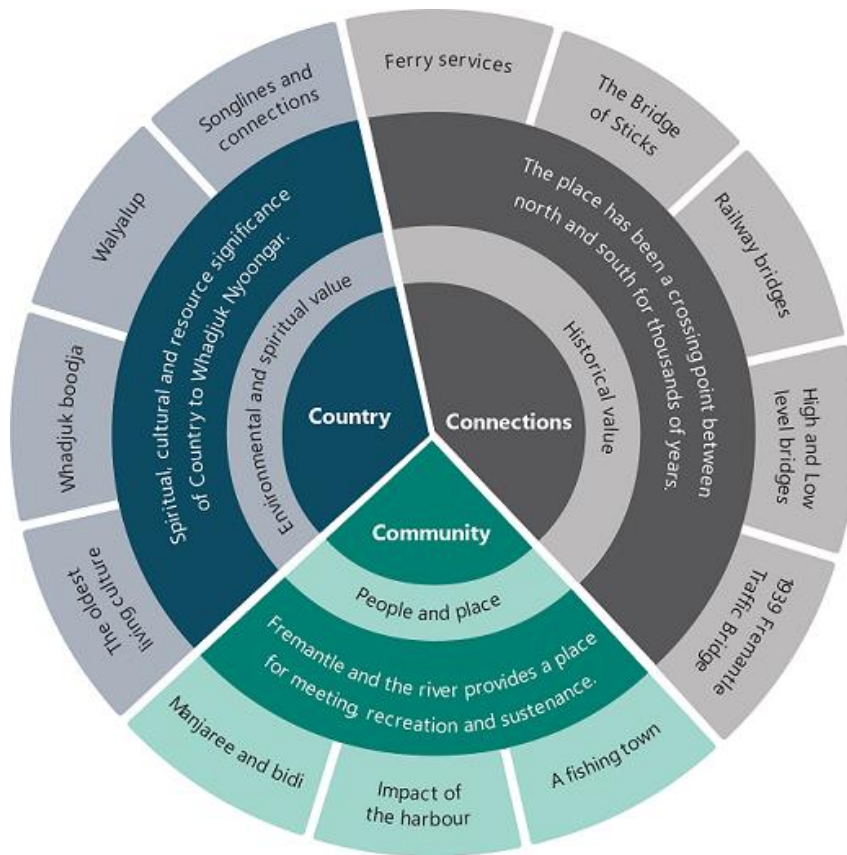 Country
Environmental and spiritual value
Spiritual, cultural and resource significance
of Country to Whadjuk Nyoongar.
The oldest
living culture
Whadjuk boodja
Walyalup
Songlines and
connections
Connections
Historical value
The place has been a crossing point between
north and south for thousands of years.
Ferry services
The Bridge
of Sticks
Railway bridges
High and Low
level bridges
1939 Fremantle
Traffic Bridge
Community
People and place
Fremantle and the river provides a place
for meeting, recreation and sustenance.
Manjaree and bidi
Impact of
the harbour
A fishing town